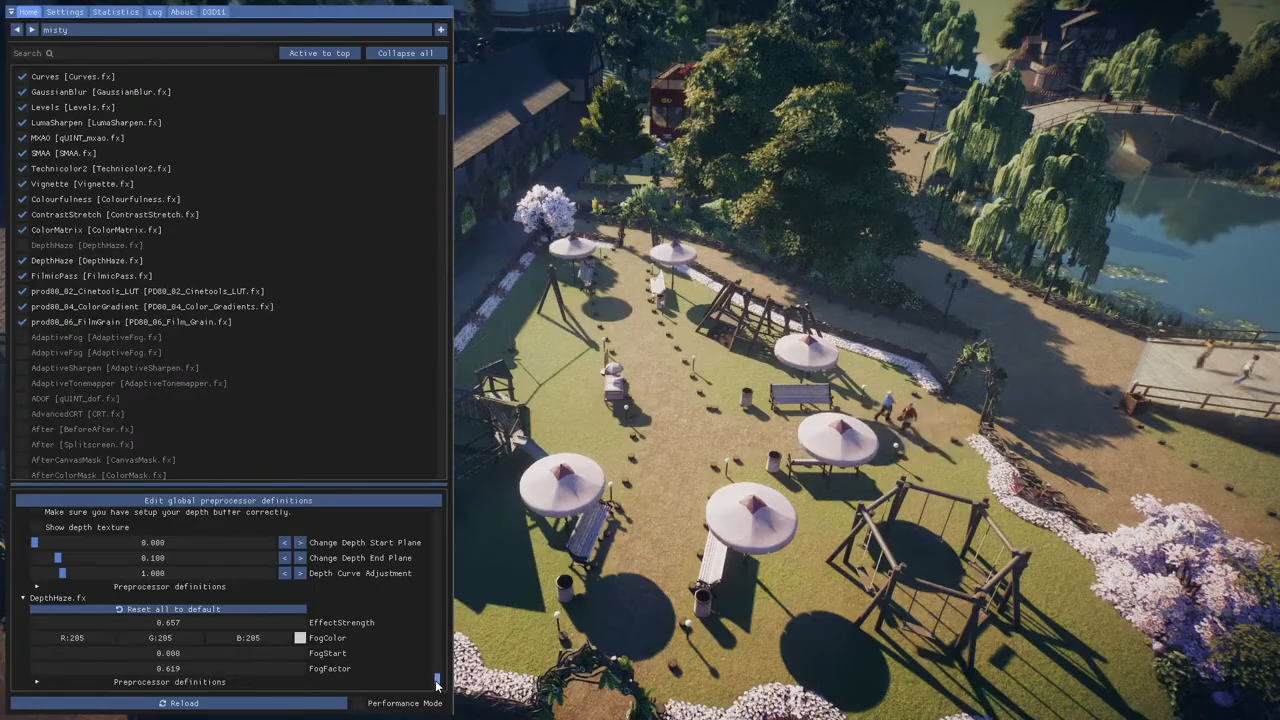 Home Settings Statistics Log About D3D11
misty
Search Active to top Collapse all
Curves [Curves.fx]
GaussianBlur [GaussianBlur.fx]
Levels [Levels.fx]
LumaSharpen [LumaSharpen.fx]
MXAO [qUINT_mxao.fx]
SMAA [SMAA.fx]
Technicolor2 [Technicolor2.fx]
Vignette [Vignette.fx]
Colourfulness [Colourfulness.fx]
ContrastStretch [ContrastStretch.fx]
ColorMatrix [ColorMatrix.fx]
DepthHaze [DepthHaze.fx]
DepthHaze [DepthHaze.fx]
FilmicPass [FilmicPass.fx]
prod80_02_Cinetools_LUT [PD80_02_Cinetools_LUT.fx]
prod80_04_ColorGradient [PD80_04_Color_Gradients.fx]
prod80_06_FilmGrain [PD80_06_Film_Grain.fx]
AdaptiveFog [AdaptiveFog.fx]
AdaptiveFog [AdaptiveFog.fx]
AdaptiveSharpen [AdaptiveSharpen.fx]
AdaptiveTonemapper [AdaptiveTonemapper.fx]
ADOF [qUINT_dof.fx]
AdvancedCRT [CRT.fx]
After [BeforeAfter.fx]
After [Splitscreen.fx]
AfterCanvasMask [CanvasMask.fx]
AfterColorMask [ColorMask.fx]
Edit global preprocessor definitions
Make sure you have setup your depth buffer correctly.
Show depth texture
0.000 < > Change Depth Start Plane
0.100 < > Change Depth End Plane
1.000 < > Depth Curve Adjustment
Preprocessor definitions
DepthHaze.fx
Reset all to default
0.657 EffectStrength
R:205 G:205 B:205 FogColor
0.000 FogStart
0.619 FogFactor
Preprocessor definitions
Reload Performance Mode